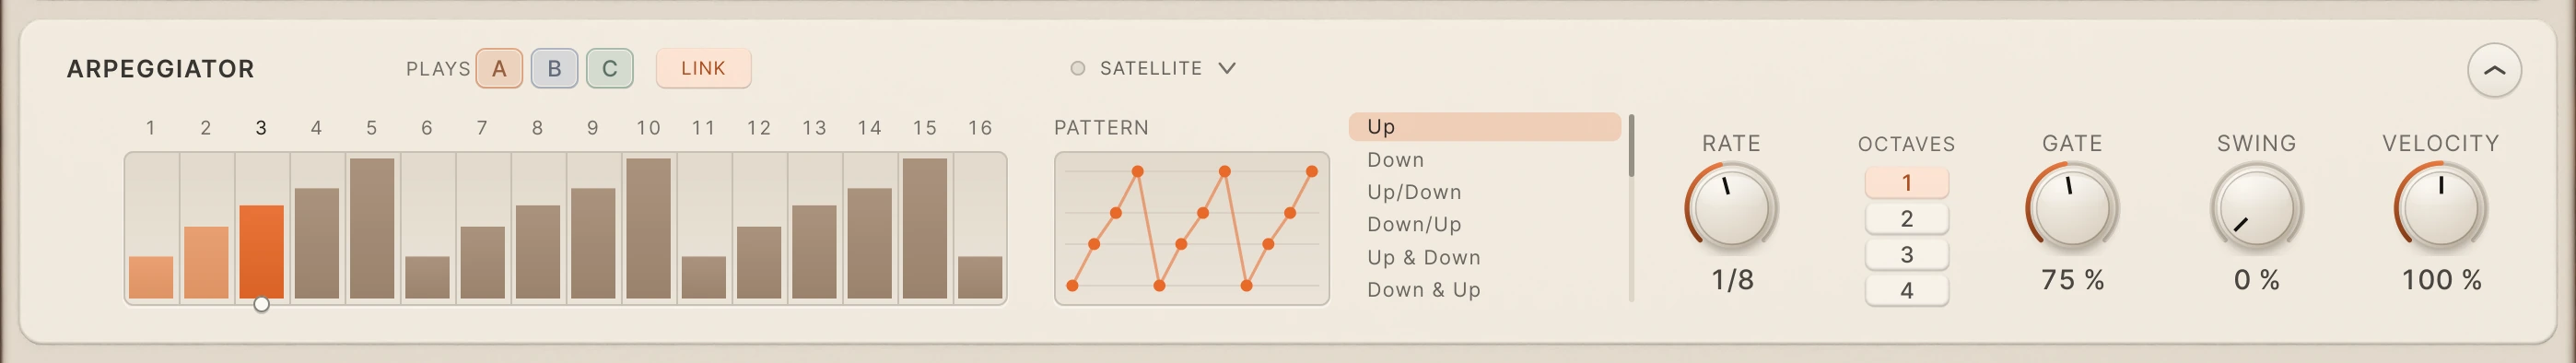 ARPEGGIATOR PLAYS A B C LINK SATELLITE
1 2 3 4 5 6 7 8 9 10 11 12 13 14 15 16
PATTERN
Up
Down
Up/Down
Down/Up
Up & Down
Down & Up
RATE
1/8
OCTAVES
1
2
3
4
GATE
75 %
SWING
0 %
VELOCITY
100 %